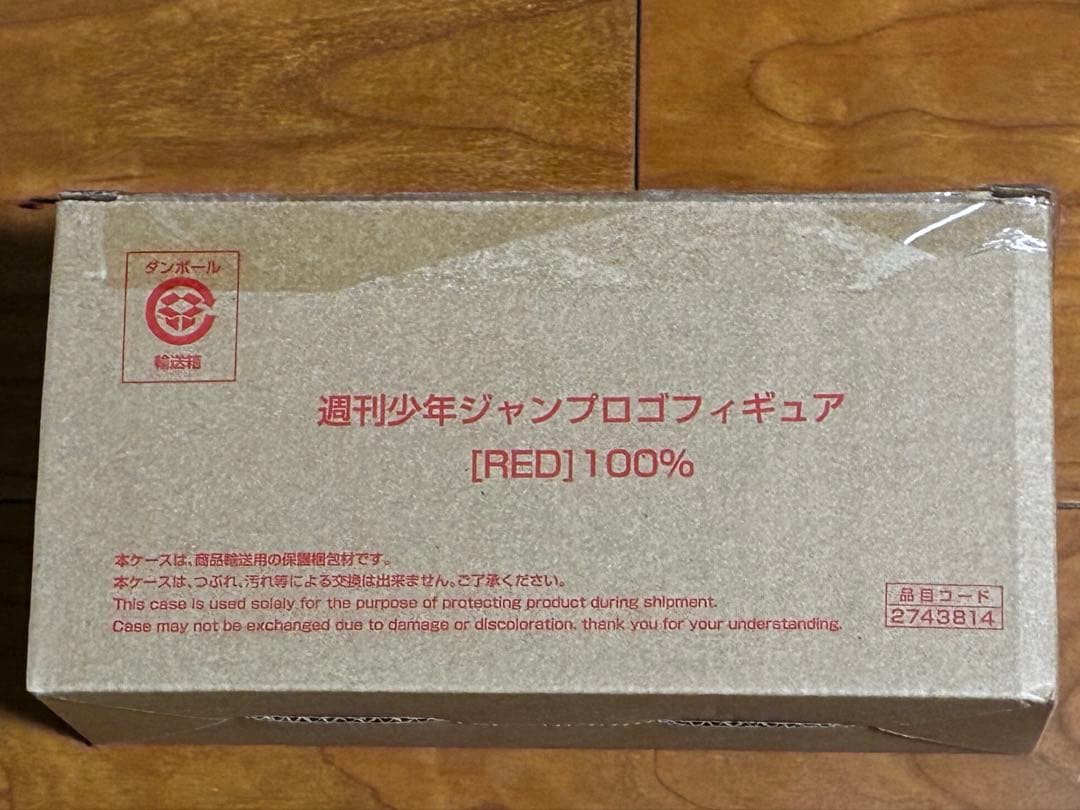 ダンボール
輸送箱
週刊少年ジャンプロゴフィギュア
[RED] 100%
本ケースは、商品輸送用の保護梱包材です。
本ケースは、つぶれ、汚れ等による交換は出来ません。ご了承ください。
This case is used solely for the purpose of protecting product during shipment.
Case may not be exchanged due to damage or discoloration. thank you for your understanding.
品目コード
2743814